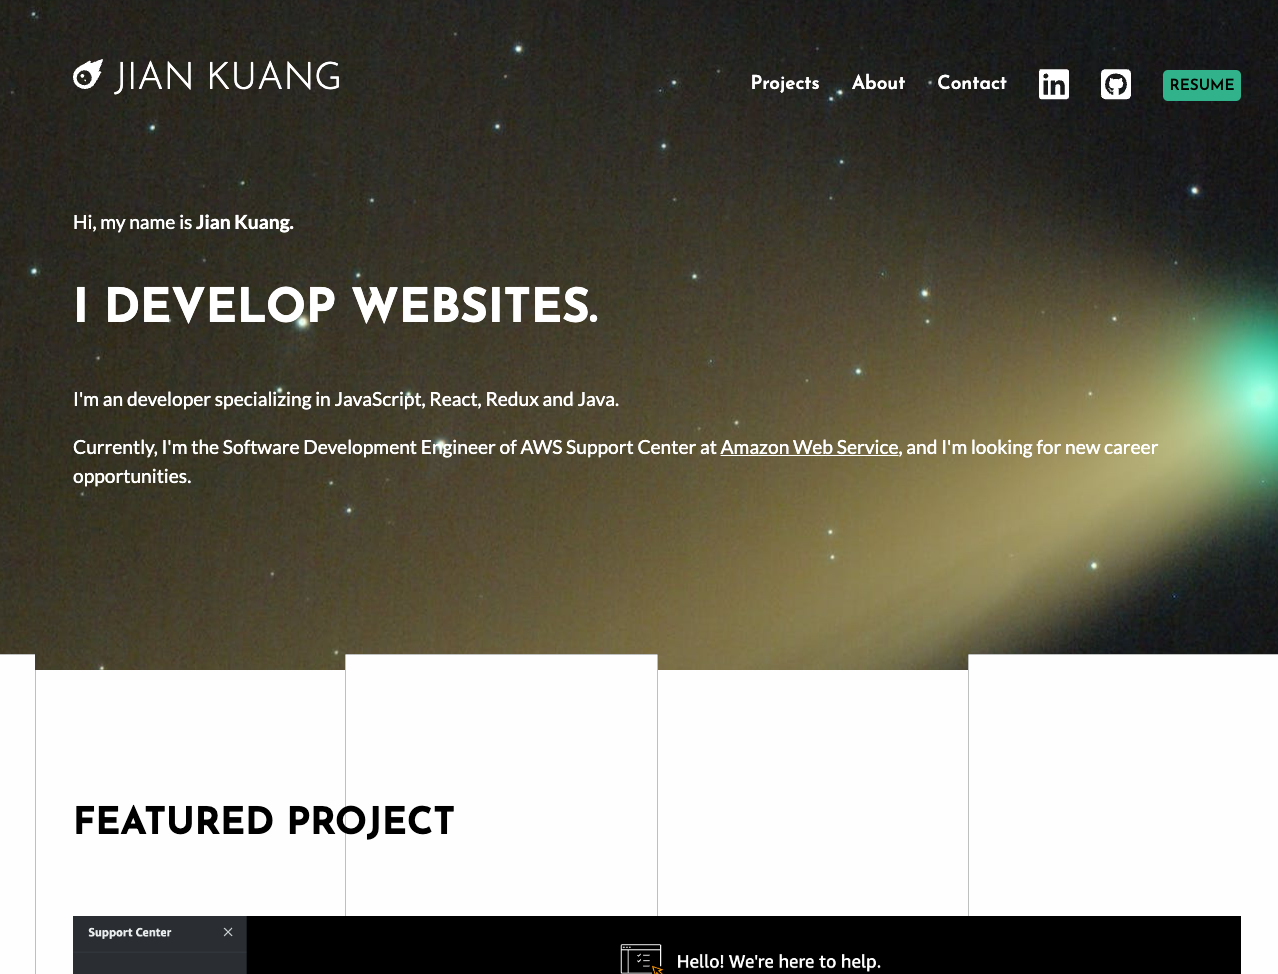 JIAN KUANG
Projects About Contact RESUME
Hi, my name is Jian Kuang.
I DEVELOP WEBSITES.
I'm an developer specializing in JavaScript, React, Redux and Java.
Currently, I'm the Software Development Engineer of AWS Support Center at Amazon Web Service, and I'm looking for new career
opportunities.
FEATURED PROJECT
Support Center
Hello! We're here to help.